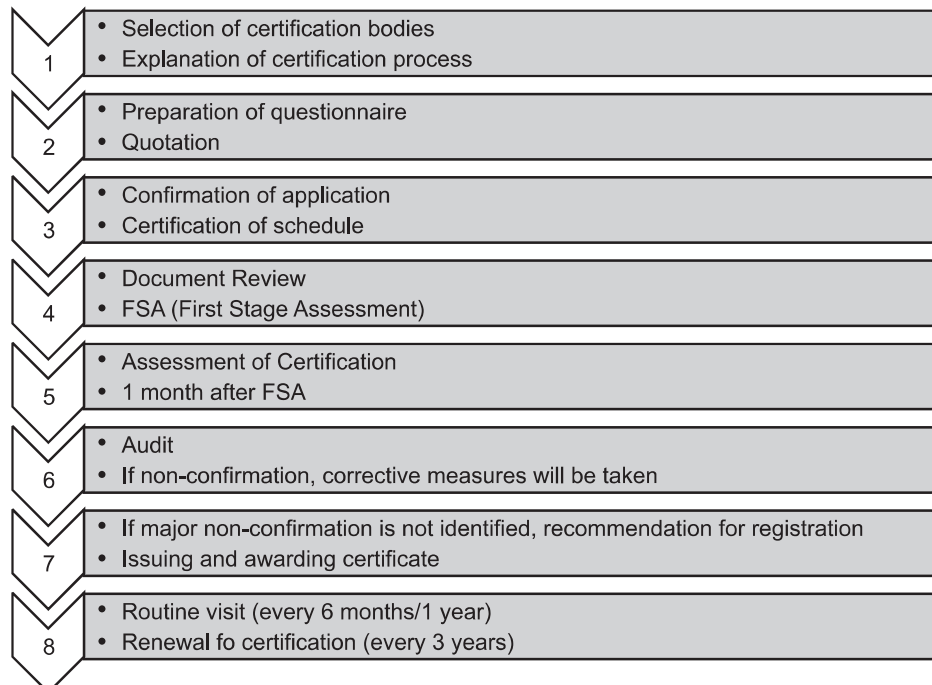 1
• Selection of certification bodies
• Explanation of certification process
2
• Preparation of questionnaire
• Quotation
3
• Confirmation of application
• Certification of schedule
4
• Document Review
• FSA (First Stage Assessment)
5
• Assessment of Certification
• 1 month after FSA
6
• Audit
• If non-confirmation, corrective measures will be taken
7
• If major non-confirmation is not identified, recommendation for registration
• Issuing and awarding certificate
8
• Routine visit (every 6 months/1 year)
• Renewal fo certification (every 3 years)